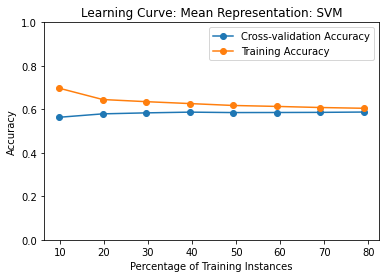 Learning Curve: Mean Representation: SVM
Cross-validation Accuracy
Training Accuracy
Accuracy
1.0
0.8
0.6
0.4
0.2
0.0
10 20 30 40 50 60 70 80
Percentage of Training Instances